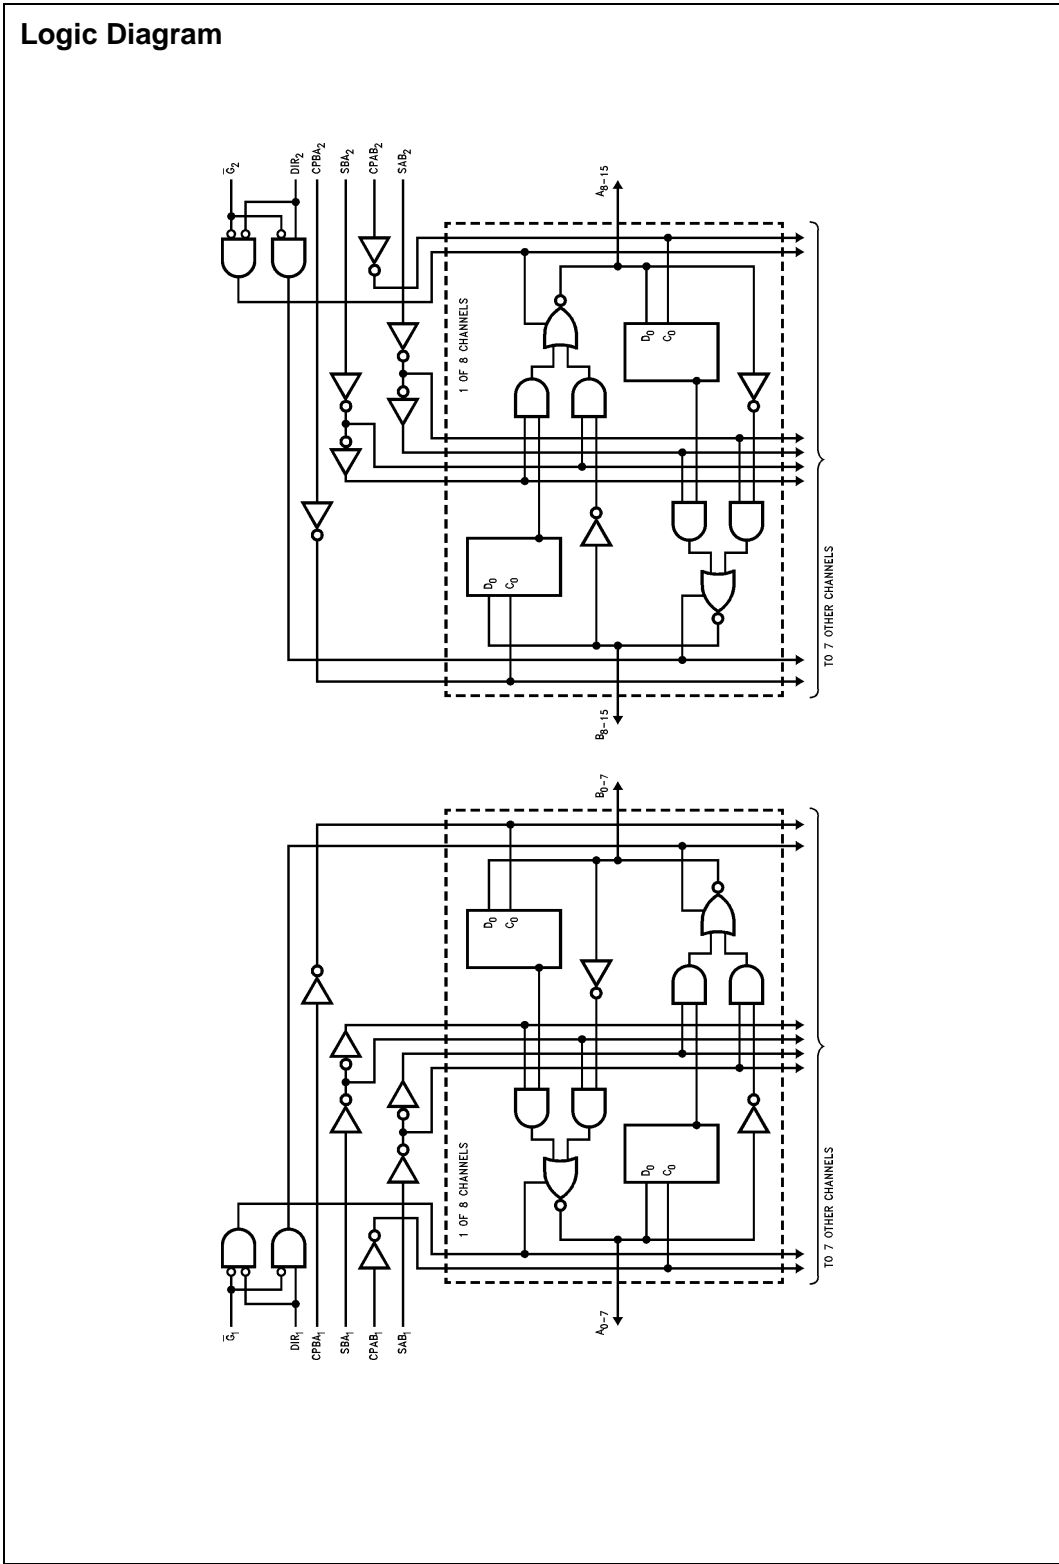 Logic Diagram
G̅₂
DIR₂
CPBA₂
SBA₂
CPAB₂
SAB₂
A₈₋₁₅
1 OF 8 CHANNELS
D₀
C₀
D₀
C₀
TO 7 OTHER CHANNELS
B₈₋₁₅
B₀₋₇
D₀
C₀
1 OF 8 CHANNELS
D₀
C₀
TO 7 OTHER CHANNELS
G̅₁
DIR₁
CPBA₁
SBA₁
CPAB₁
SAB₁
A₀₋₇